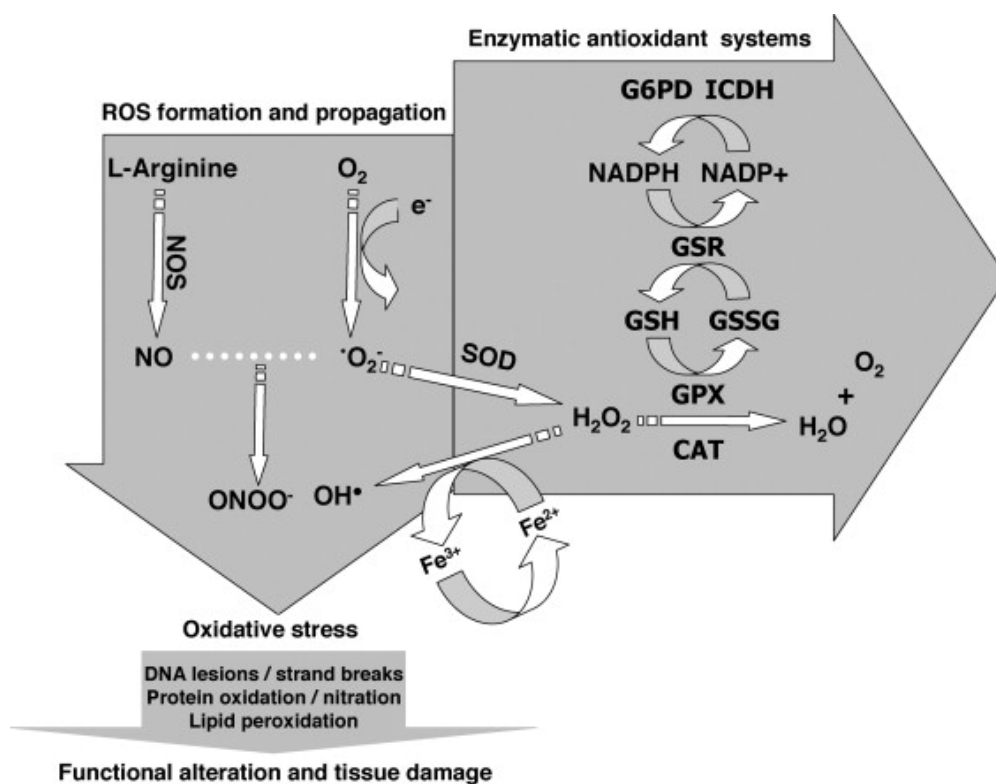 Enzymatic antioxidant systems
G6PD ICDH
ROS formation and propagation
L-Arginine
O₂
NADPH
NADP+
e⁻
NOS
GSR
GSH
GSSG
NO
•O₂⁻
SOD
GPX
O₂
+
H₂O₂
H₂O
CAT
ONOO⁻
OH•
Fe²⁺
Fe³⁺
Oxidative stress
DNA lesions / strand breaks
Protein oxidation / nitration
Lipid peroxidation
Functional alteration and tissue damage